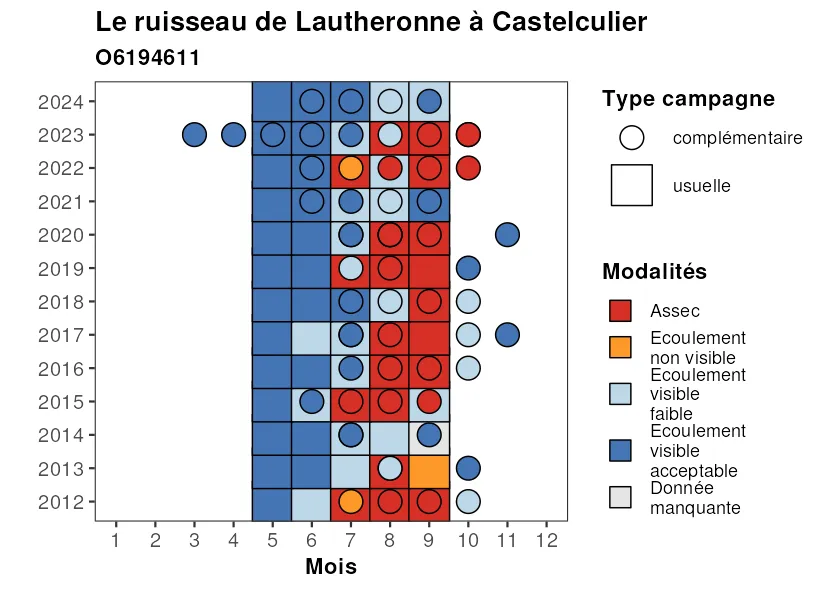 Le ruisseau de Lautheronne à Castelculier
O6194611
2024
2023
2022
2021
2020
2019
2018
2017
2016
2015
2014
2013
2012
1 2 3 4 5 6 7 8 9 10 11 12
Mois
Type campagne
complémentaire
usuelle
Modalités
Assec
Ecoulement
non visible
Ecoulement
visible
faible
Ecoulement
visible
acceptable
Donnée
manquante